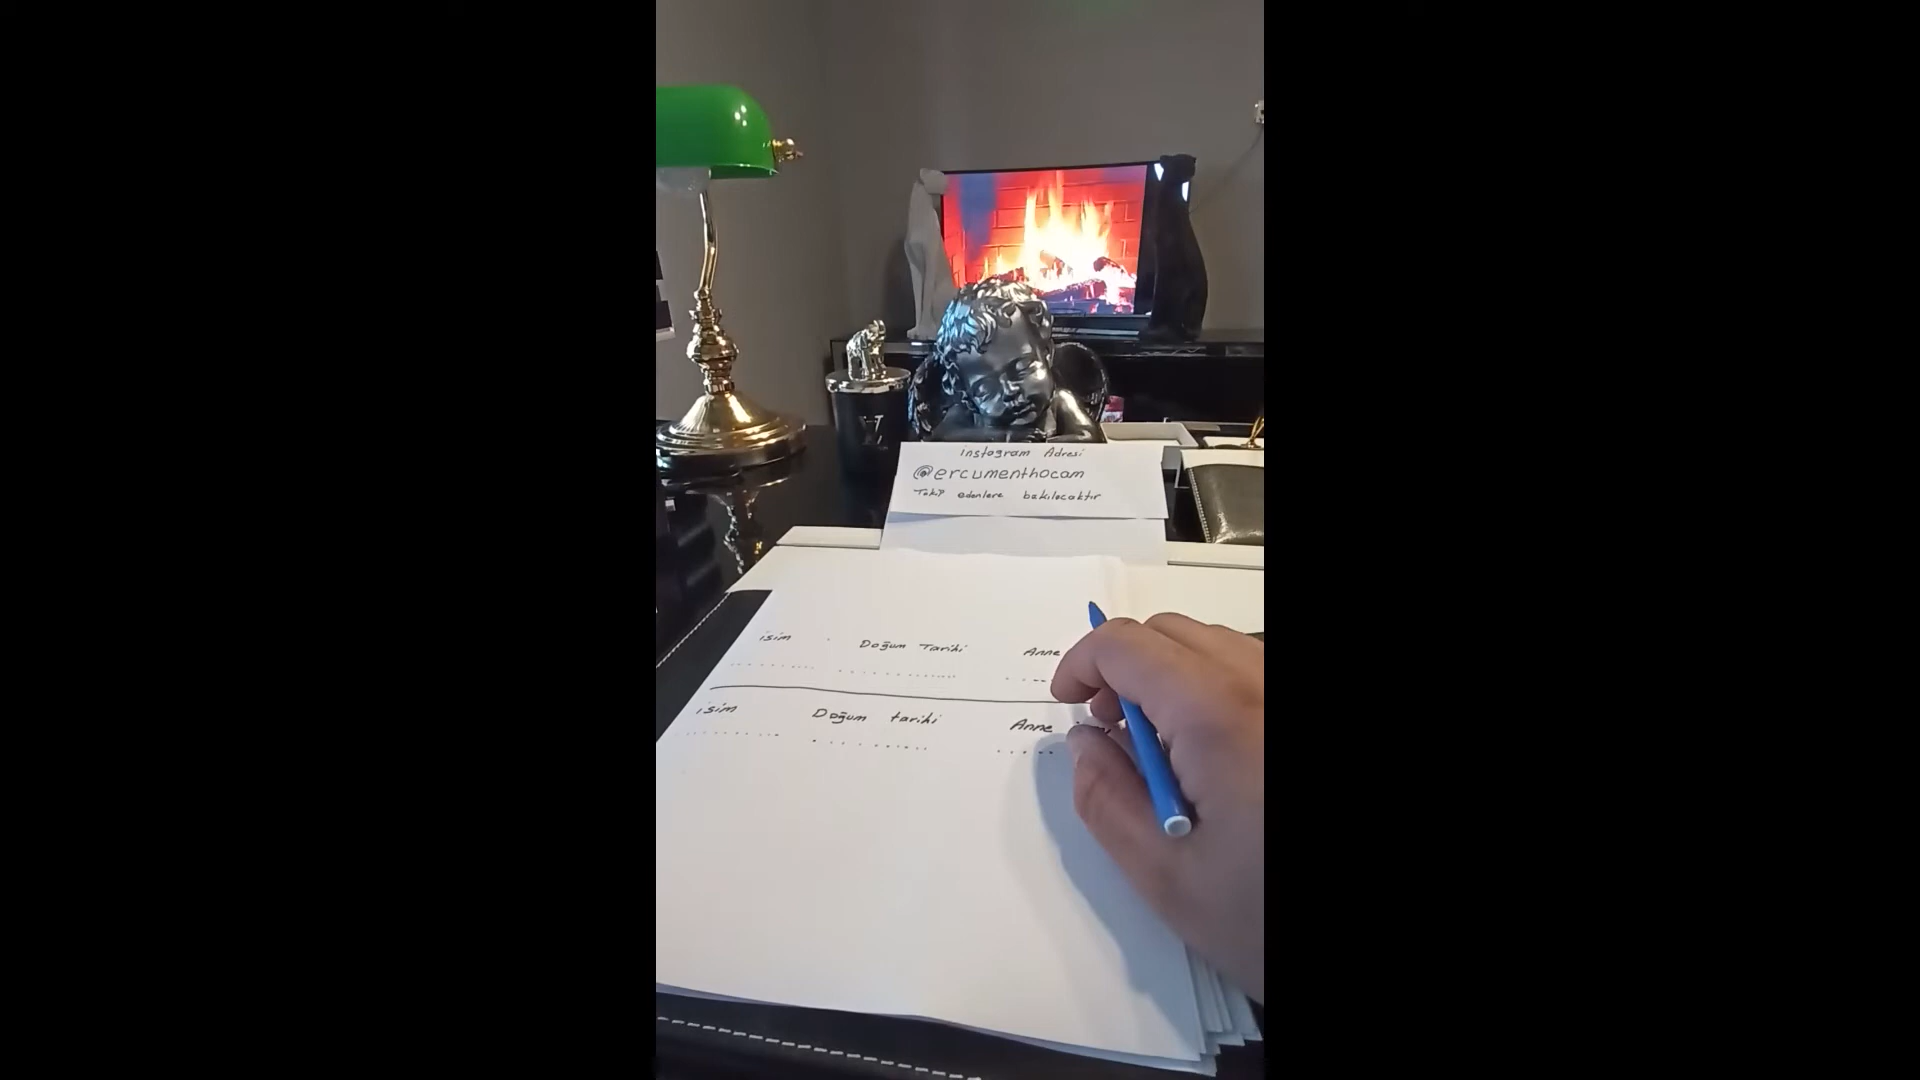 instagram Adresi
@ercumenthocam
Takip edenlere bakılacaktır
isim Doğum Tarihi Anne
isim Doğum tarihi Anne